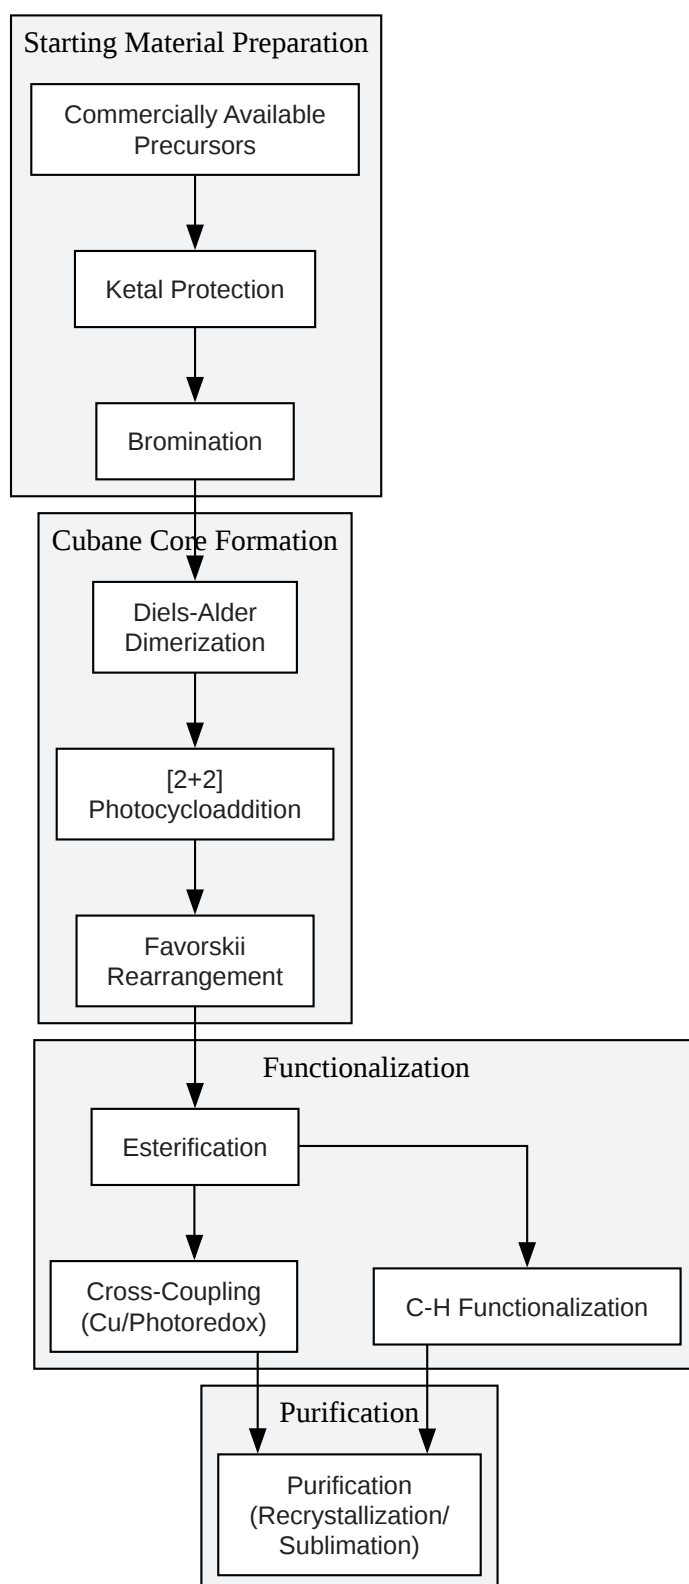 Starting Material Preparation
Commercially Available
Precursors
Ketal Protection
Bromination
Cubane Core Formation
Diels-Alder
Dimerization
[2+2]
Photocycloaddition
Favorskii
Rearrangement
Functionalization
Esterification
Cross-Coupling
(Cu/Photoredox)
C-H Functionalization
Purification
Purification
(Recrystallization/
Sublimation)